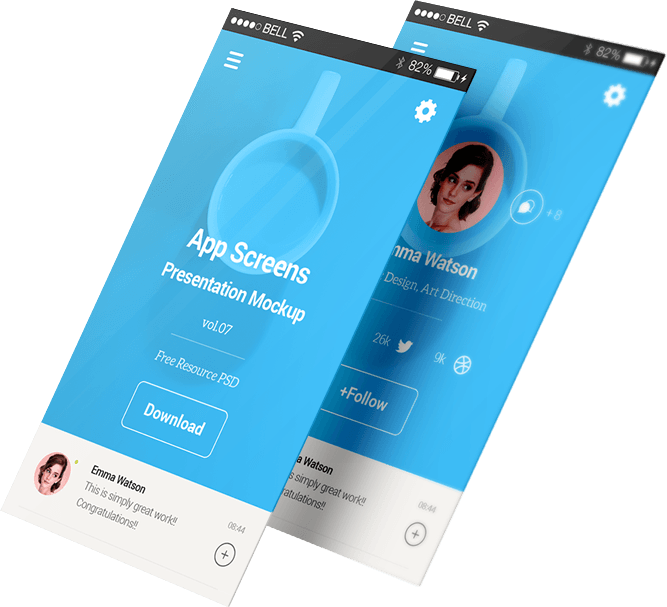 BELL
82%
App Screens
Presentation Mockup
vol.07
Free Resource PSD
Download
Emma Watson
This is simply great work!!
Congratulations!!
08:44
BELL
82%
+8
mma Watson
Design, Art Direction
26k
9k
+Follow
a Watson
is simply great work!!
atulations!!
08:44